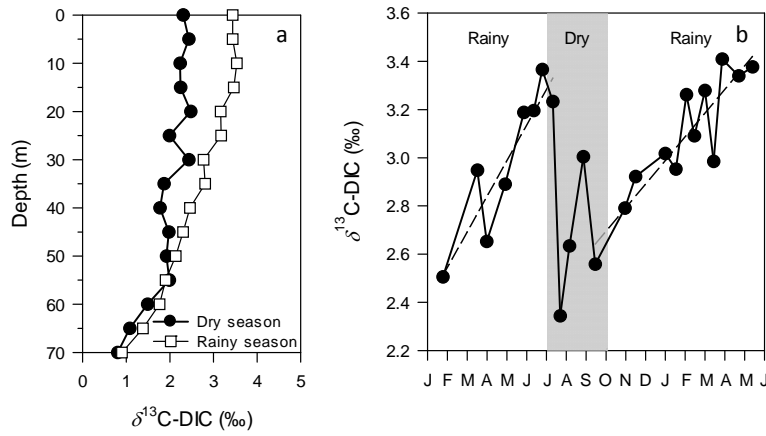 a
0
10
20
30
40
50
60
70
Depth (m)
Dry season
Rainy season
0 1 2 3 4 5
δ¹³C-DIC (‰)
b
Rainy Dry Rainy
3.6
3.4
3.2
3.0
2.8
2.6
2.4
2.2
δ¹³C-DIC (‰)
J F M A M J J A S O N D J F M A M J